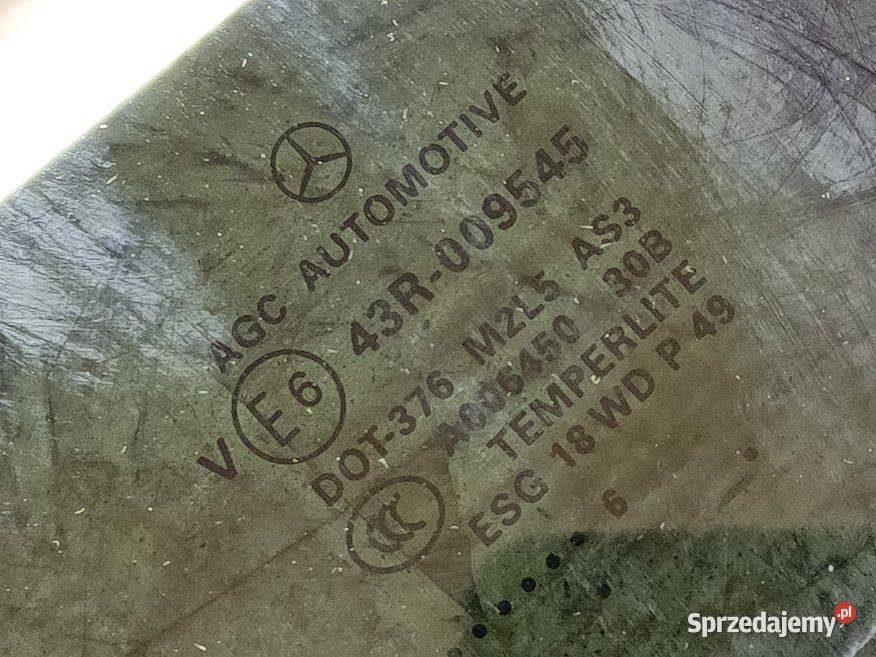 AGC AUTOMOTIVE
V E6 43R-009545
DOT-376 M2L5 AS3
A006450 30B
TEMPERLITE
ESG 18 WD P 49
6
Sprzedajemy.pl